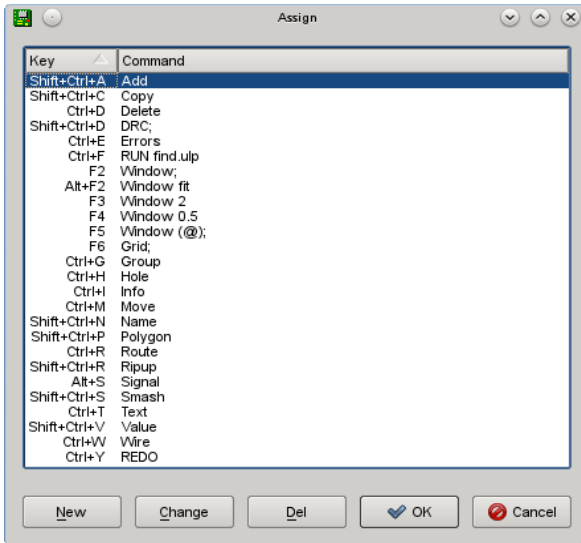 Assign
Key Command
Shift+Ctrl+A Add
Shift+Ctrl+C Copy
Ctrl+D Delete
Shift+Ctrl+D DRC;
Ctrl+E Errors
Ctrl+F RUN find.ulp
F2 Window;
Alt+F2 Window fit
F3 Window 2
F4 Window 0.5
F5 Window (@);
F6 Grid;
Ctrl+G Group
Ctrl+H Hole
Ctrl+I Info
Ctrl+M Move
Shift+Ctrl+N Name
Shift+Ctrl+P Polygon
Ctrl+R Route
Shift+Ctrl+R Ripup
Alt+S Signal
Shift+Ctrl+S Smash
Ctrl+T Text
Shift+Ctrl+V Value
Ctrl+W Wire
Ctrl+Y REDO
New Change Del OK Cancel